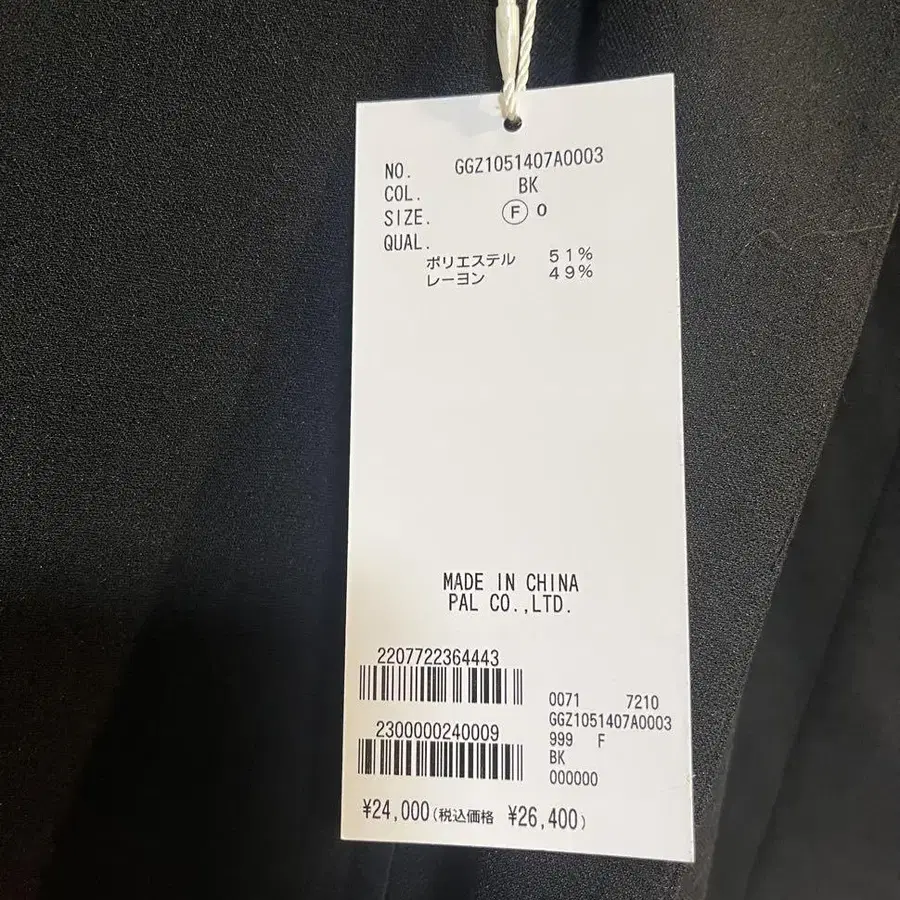 NO. GGZ1051407A0003
COL. BK
SIZE. Ⓕ 0
QUAL.
ポリエステル 51%
レーヨン 49%
MADE IN CHINA
PAL CO.,LTD.
2207722364443
2300000240009
0071 7210
GGZ1051407A0003
999 F
BK
000000
¥24,000(税込価格 ¥26,400)